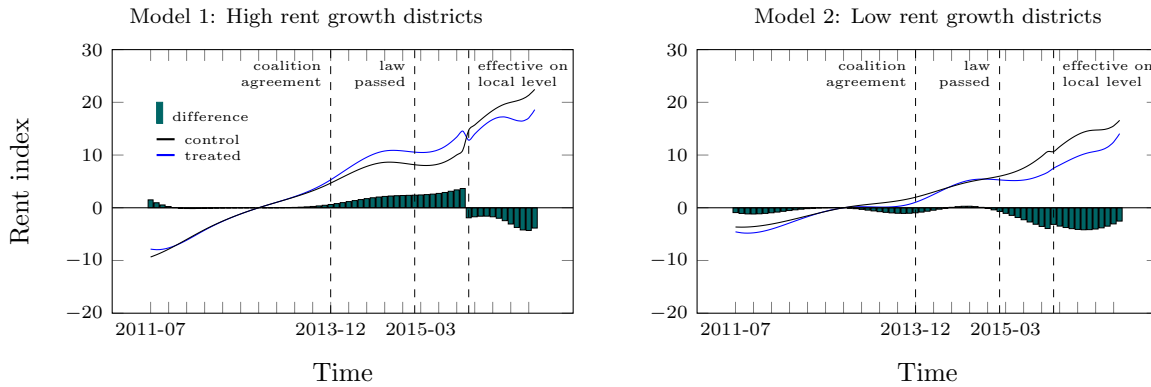 Model 1: High rent growth districts
Model 2: Low rent growth districts
Rent index
30
20
10
0
−10
−20
coalition
agreement
law
passed
effective on
local level
difference
control
treated
2011-07
2013-12
2015-03
Time
30
20
10
0
−10
−20
coalition
agreement
law
passed
effective on
local level
2011-07
2013-12
2015-03
Time